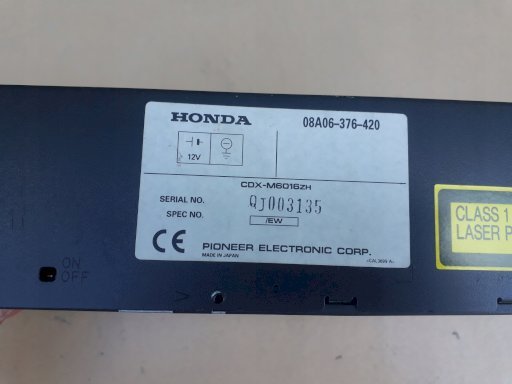 HONDA
08A06-376-420
12V
CDX-M6016ZH
SERIAL NO. QJ003135
SPEC NO. /EW
CE PIONEER ELECTRONIC CORP.
MADE IN JAPAN
<CAL3699-A>
CLASS 1
LASER P
ON
OFF